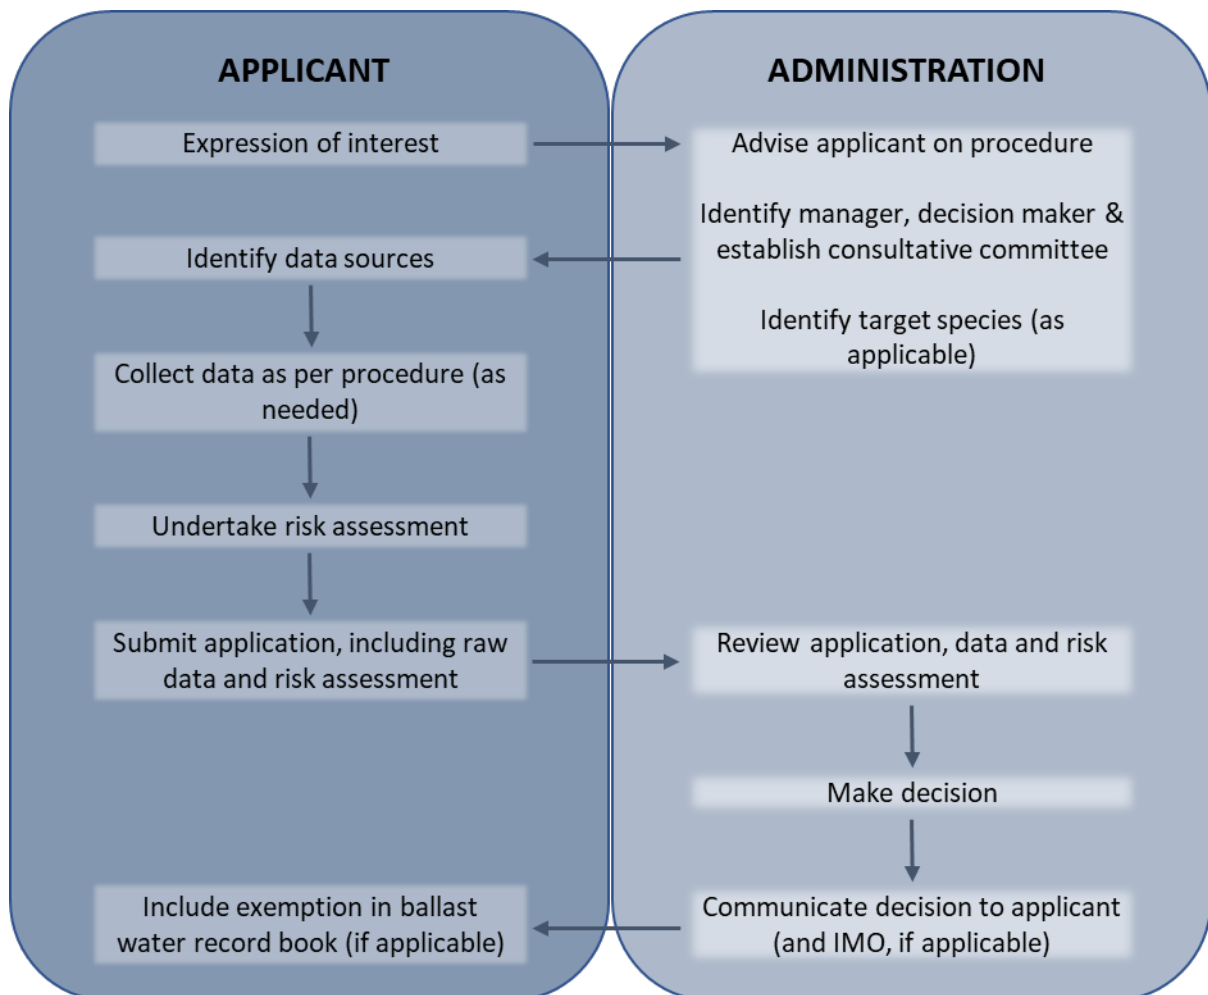 APPLICANT
Expression of interest
Identify data sources
Collect data as per procedure (as
needed)
Undertake risk assessment
Submit application, including raw
data and risk assessment
Include exemption in ballast
water record book (if applicable)
ADMINISTRATION
Advise applicant on procedure
Identify manager, decision maker &
establish consultative committee
Identify target species (as
applicable)
Review application, data and risk
assessment
Make decision
Communicate decision to applicant
(and IMO, if applicable)